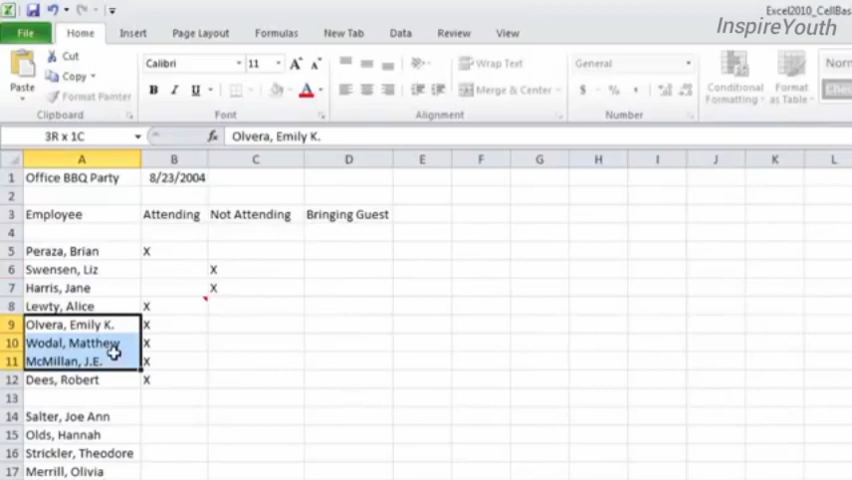 Excel2010_CellBas
InspireYouth
File Home Insert Page Layout Formulas New Tab Data Review View
Paste
Cut
Copy
Format Painter
Clipboard
Calibri 11 A A
B I U A
Font
Wrap Text
Merge & Center
Alignment
General
$ % ,
Number
Conditional Formatting
Format as Table
Norm
3R x 1C fx Olvera, Emily K.
A B C D E F G H I J K L
1 Office BBQ Party 8/23/2004
2
3 Employee Attending Not Attending Bringing Guest
4
5 Peraza, Brian X
6 Swensen, Liz X
7 Harris, Jane X
8 Lewty, Alice X
9 Olvera, Emily K. X
10 Wodal, Matthew X
11 McMillan, J.E. X
12 Dees, Robert X
13
14 Salter, Joe Ann
15 Olds, Hannah
16 Strickler, Theodore
17 Merrill, Olivia